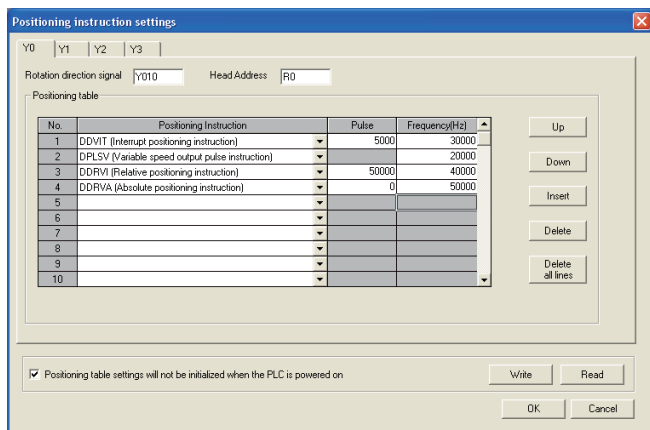 Positioning instruction settings
Y0 Y1 Y2 Y3
Rotation direction signal Y010 Head Address R0
Positioning table
No. Positioning Instruction Pulse Frequency(Hz)
1 DDVIT (Interrupt positioning instruction) 5000 30000
2 DPLSV (Variable speed output pulse instruction) 20000
3 DDRVI (Relative positioning instruction) 50000 40000
4 DDRVA (Absolute positioning instruction) 0 50000
5
6
7
8
9
10
Up
Down
Insert
Delete
Delete
all lines
Positioning table settings will not be initialized when the PLC is powered on
Write Read
OK Cancel